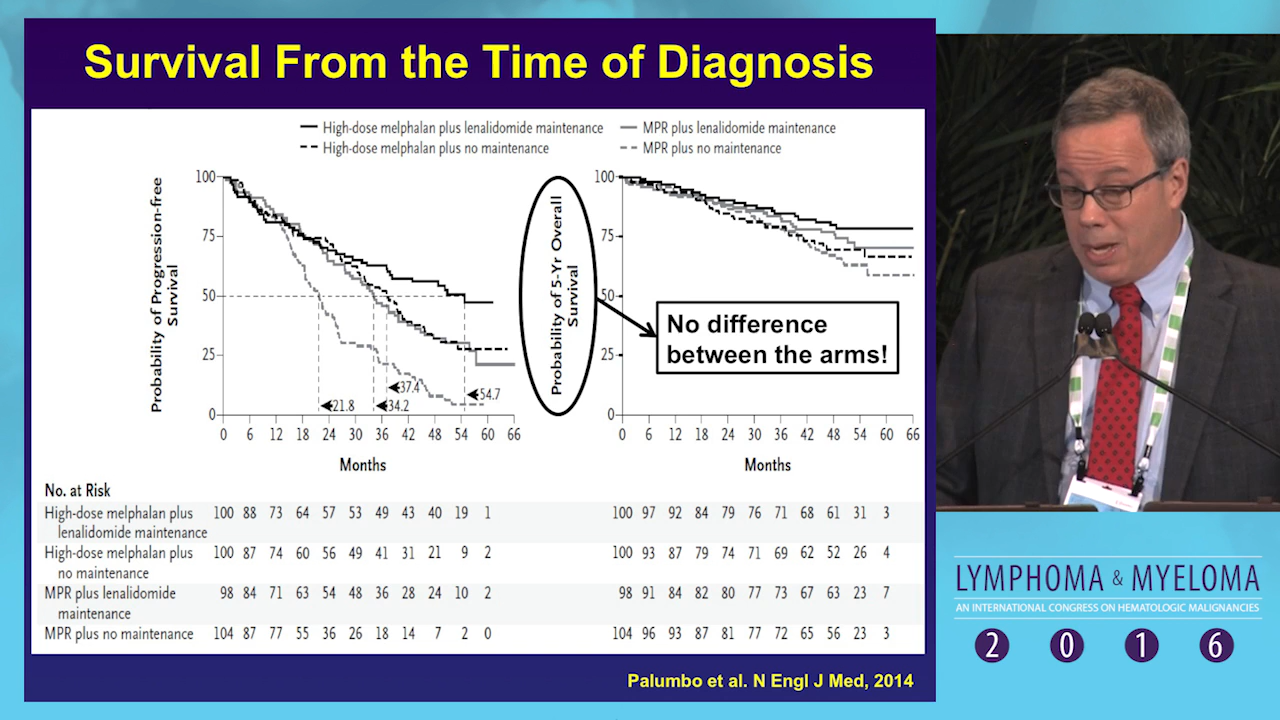 Survival From the Time of Diagnosis
High-dose melphalan plus lenalidomide maintenance
High-dose melphalan plus no maintenance
MPR plus lenalidomide maintenance
MPR plus no maintenance
Probability of Progression-free
Survival
100
75
50
25
0
21.8
34.2
37.4
54.7
0 6 12 18 24 30 36 42 48 54 60 66
Months
Probability of 5-Yr Overall
Survival
100
75
50
25
0
No difference
between the arms!
0 6 12 18 24 30 36 42 48 54 60 66
Months
No. at Risk
High-dose melphalan plus
lenalidomide maintenance
100 88 73 64 57 53 49 43 40 19 1
100 97 92 84 79 76 71 68 61 31 3
High-dose melphalan plus
no maintenance
100 87 74 60 56 49 41 31 21 9 2
100 93 87 79 74 71 69 62 52 26 4
MPR plus lenalidomide
maintenance
98 84 71 63 54 48 36 28 24 10 2
98 91 84 82 80 77 73 67 63 23 7
MPR plus no maintenance
104 87 77 55 36 26 18 14 7 2 0
104 96 93 87 81 77 72 65 56 23 3
Palumbo et al. N Engl J Med, 2014
LYMPHOMA & MYELOMA
AN INTERNATIONAL CONGRESS ON HEMATOLOGIC MALIGNANCIES
2 0 1 6